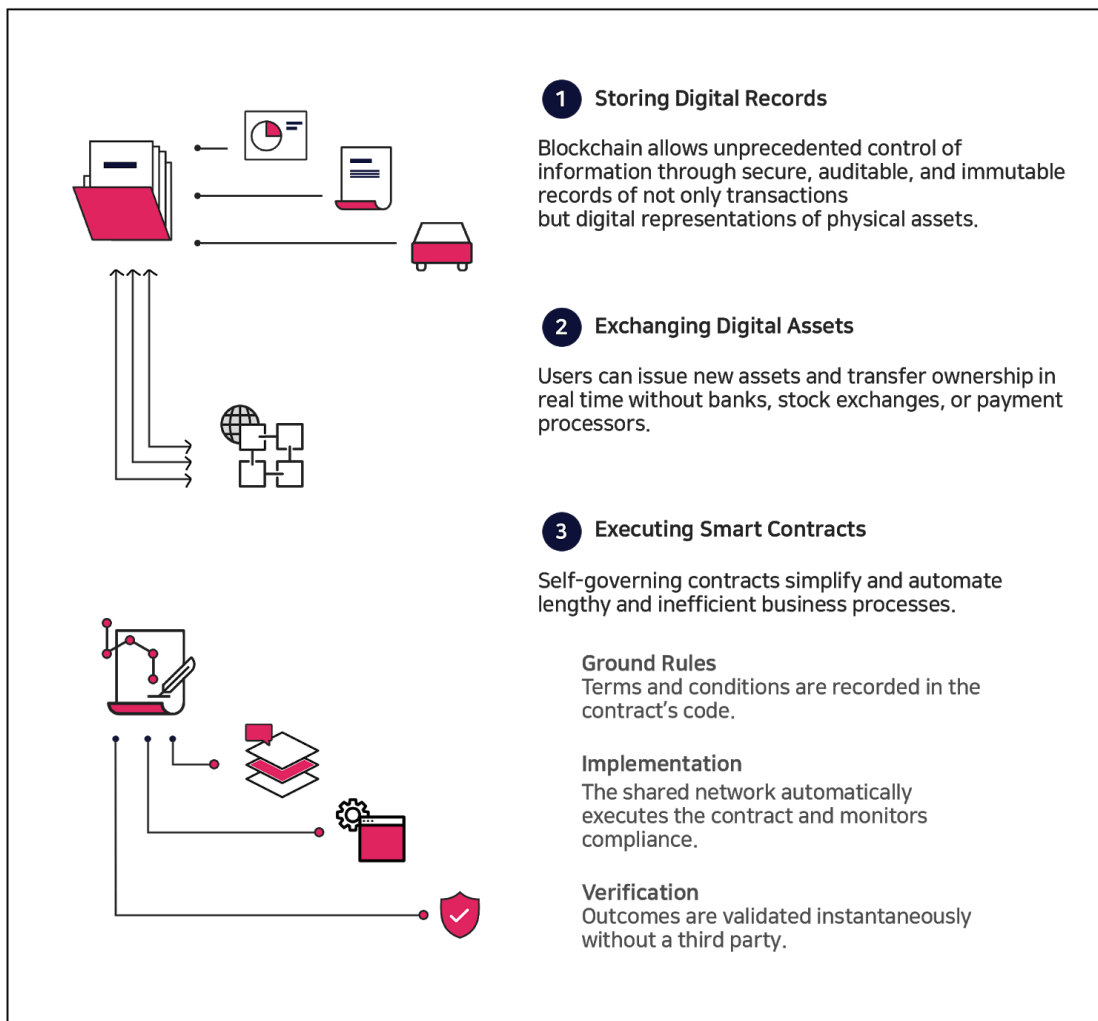 1 Storing Digital Records
Blockchain allows unprecedented control of
information through secure, auditable, and immutable
records of not only transactions
but digital representations of physical assets.
2 Exchanging Digital Assets
Users can issue new assets and transfer ownership in
real time without banks, stock exchanges, or payment
processors.
3 Executing Smart Contracts
Self-governing contracts simplify and automate
lengthy and inefficient business processes.
Ground Rules
Terms and conditions are recorded in the
contract's code.
Implementation
The shared network automatically
executes the contract and monitors
compliance.
Verification
Outcomes are validated instantaneously
without a third party.